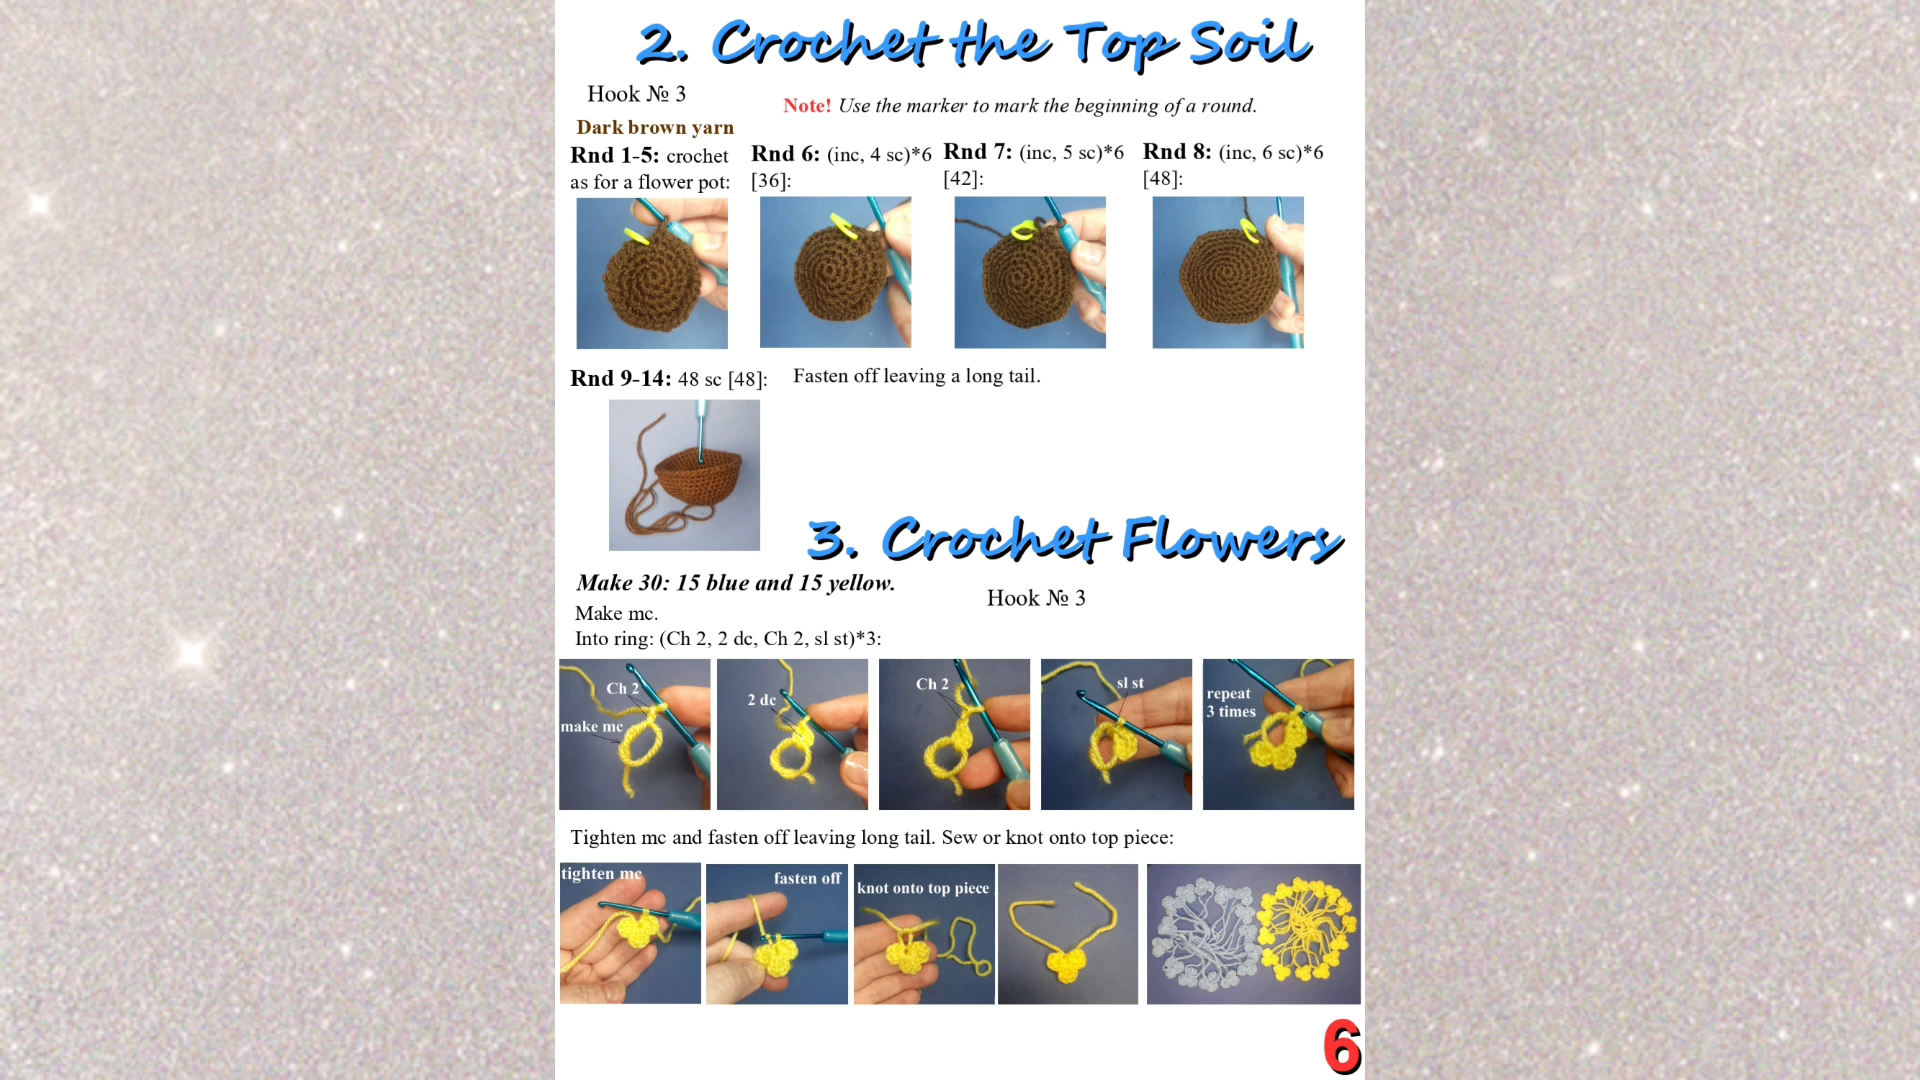 2. Crochet the Top Soil
Hook № 3
Note! Use the marker to mark the beginning of a round.
Dark brown yarn
Rnd 1-5: crochet
as for a flower pot:
Rnd 6: (inc, 4 sc)*6
[36]:
Rnd 7: (inc, 5 sc)*6
[42]:
Rnd 8: (inc, 6 sc)*6
[48]:
Rnd 9-14: 48 sc [48]:
Fasten off leaving a long tail.
3. Crochet Flowers
Make 30: 15 blue and 15 yellow.
Hook № 3
Make mc.
Into ring: (Ch 2, 2 dc, Ch 2, sl st)*3:
Ch 2
make mc
2 dc
Ch 2
sl st
repeat
3 times
Tighten mc and fasten off leaving long tail. Sew or knot onto top piece:
tighten mc
fasten off
knot onto top piece
6